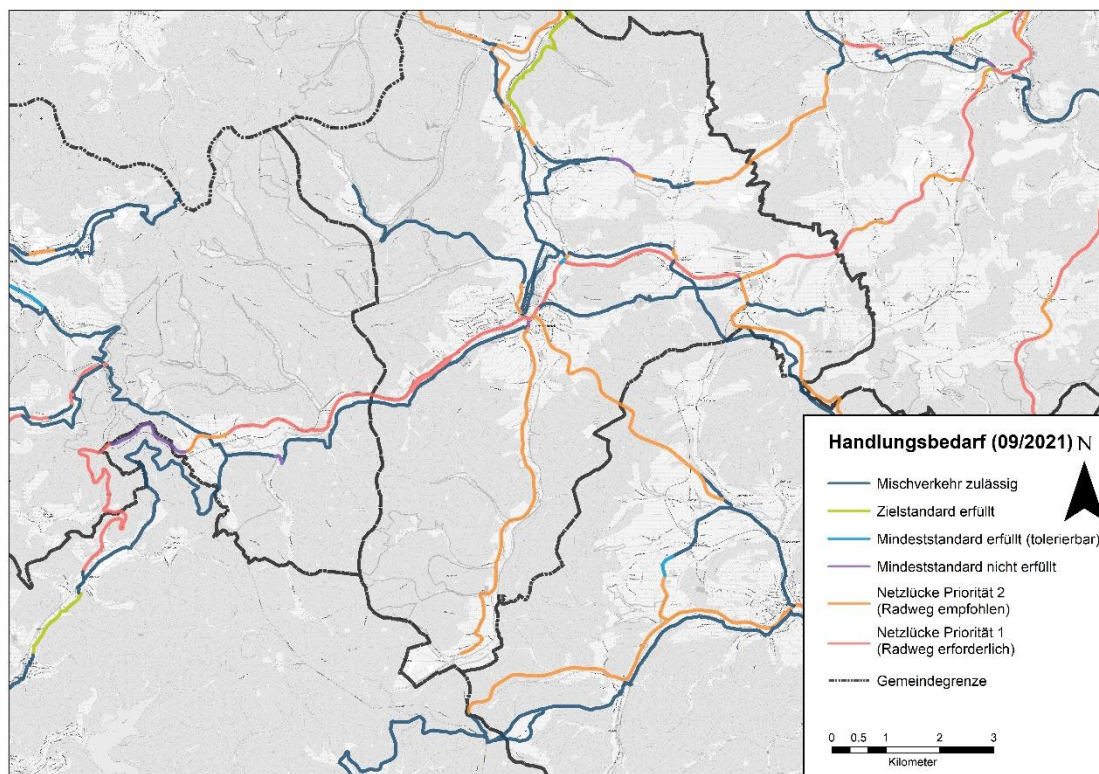 Handlungsbedarf (09/2021) N
Mischverkehr zulässig
Zielstandard erfüllt
Mindeststandard erfüllt (tolerierbar)
Mindeststandard nicht erfüllt
Netzlücke Priorität 2
(Radweg empfohlen)
Netzlücke Priorität 1
(Radweg erforderlich)
Gemeindegrenze
0 0.5 1 2 3
Kilometer